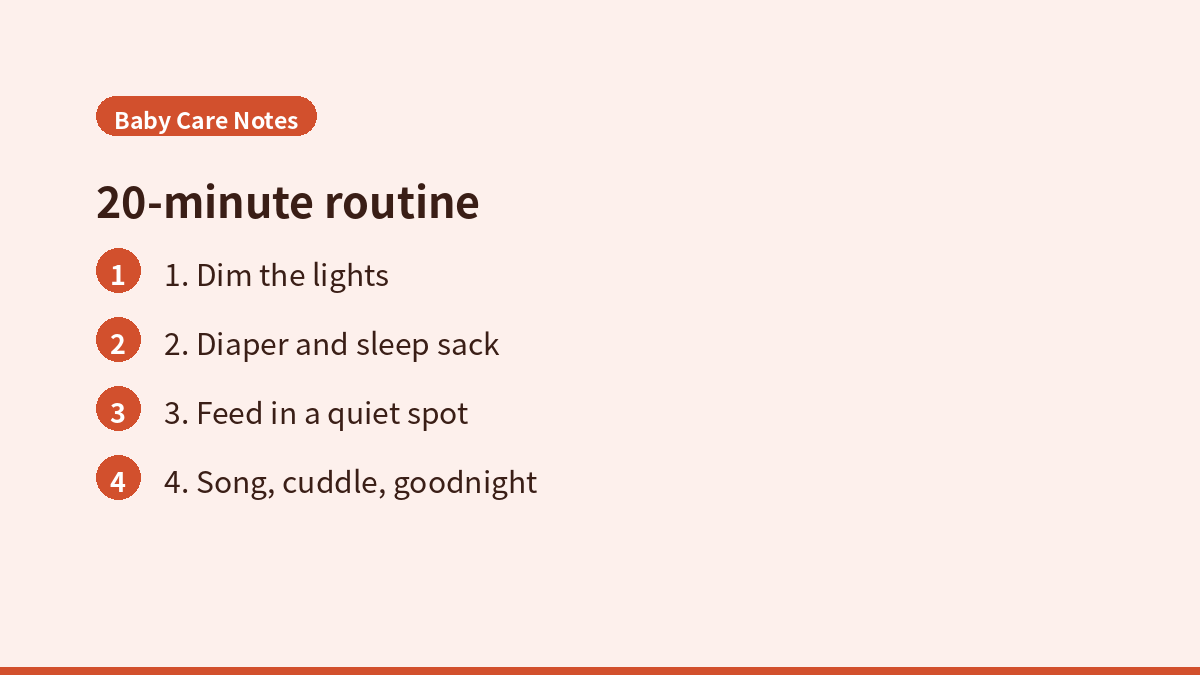 Baby Care Notes
20-minute routine
1 1. Dim the lights
2 2. Diaper and sleep sack
3 3. Feed in a quiet spot
4 4. Song, cuddle, goodnight